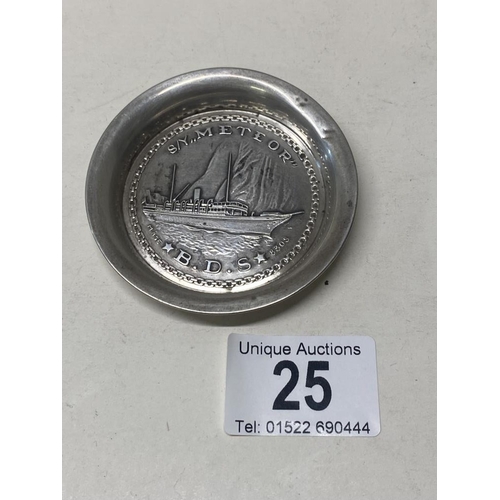 S/Y "METEOR"
B.D.S
Unique Auctions
25
Tel: 01522 690444